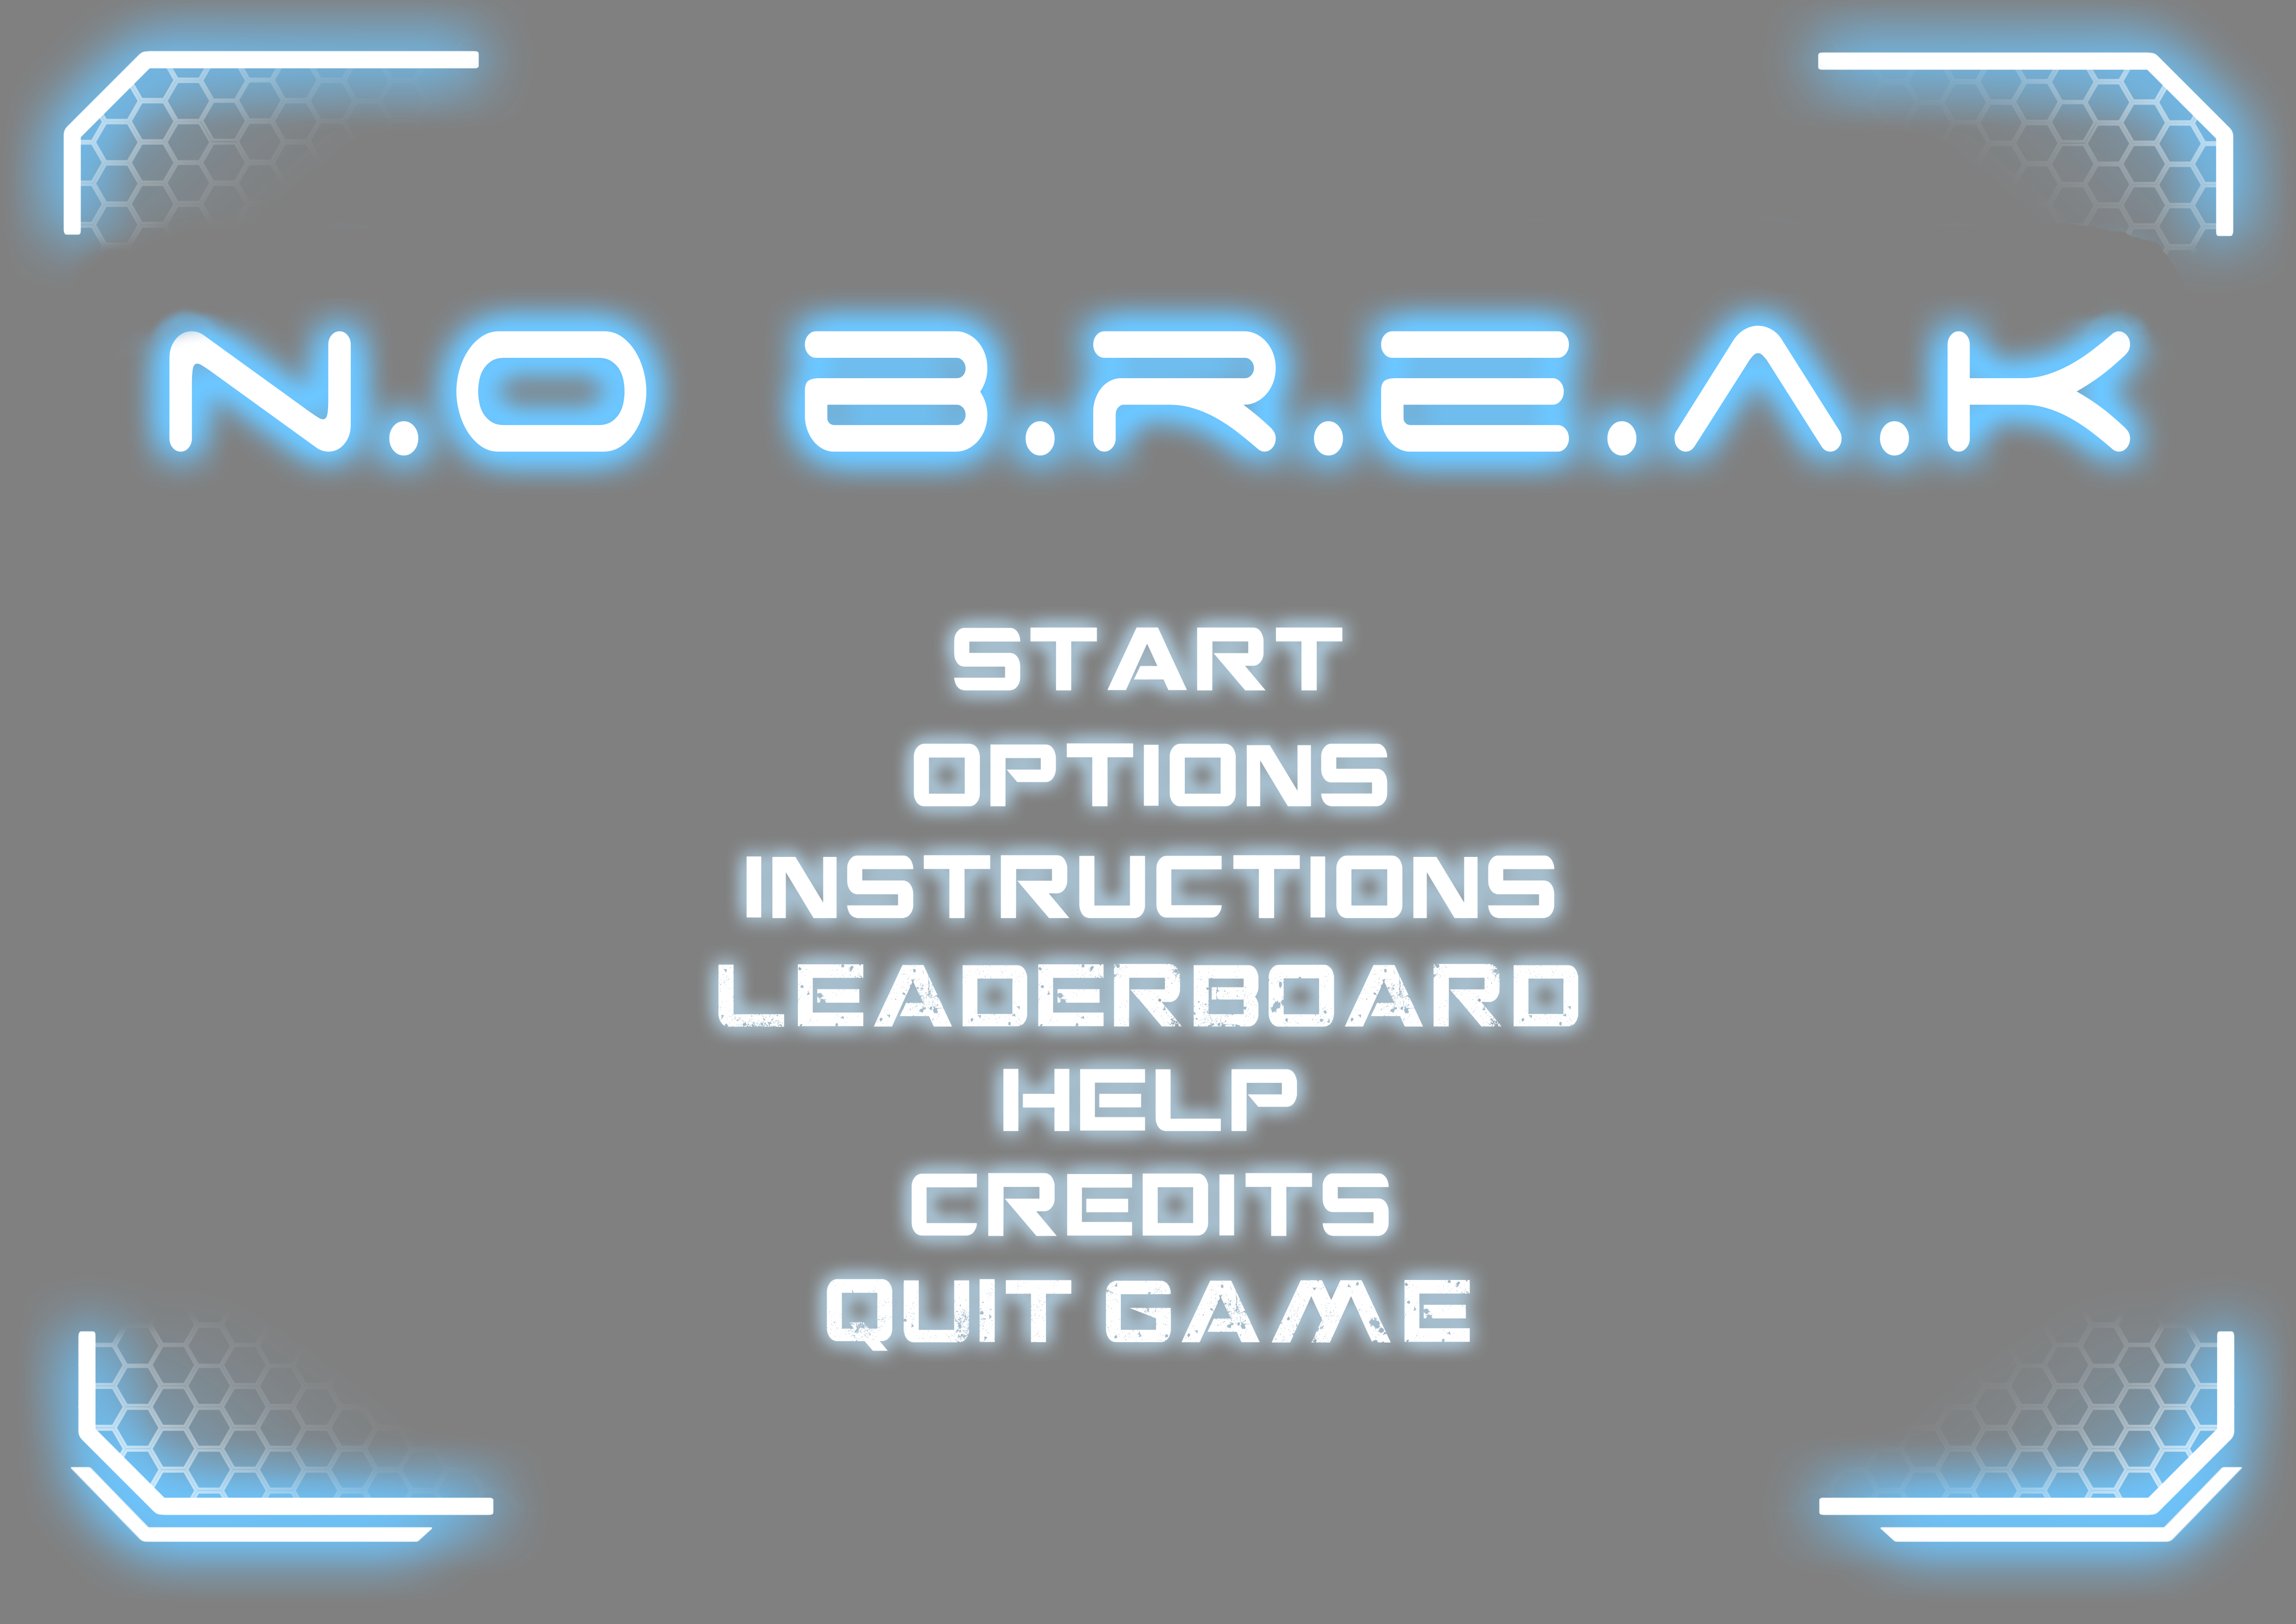 N.O B.R.E.A.K
START
OPTIONS
INSTRUCTIONS
LEADERBOARD
HELP
CREDITS
QUIT GAME